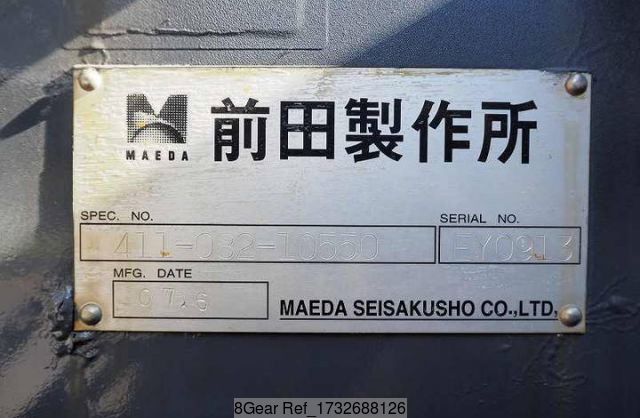 MAEDA
前田製作所
SPEC. NO.
SERIAL NO.
411-032-10550
EY0913
MFG. DATE
07.6
MAEDA SEISAKUSHO CO.,LTD.
8Gear Ref_1732688126